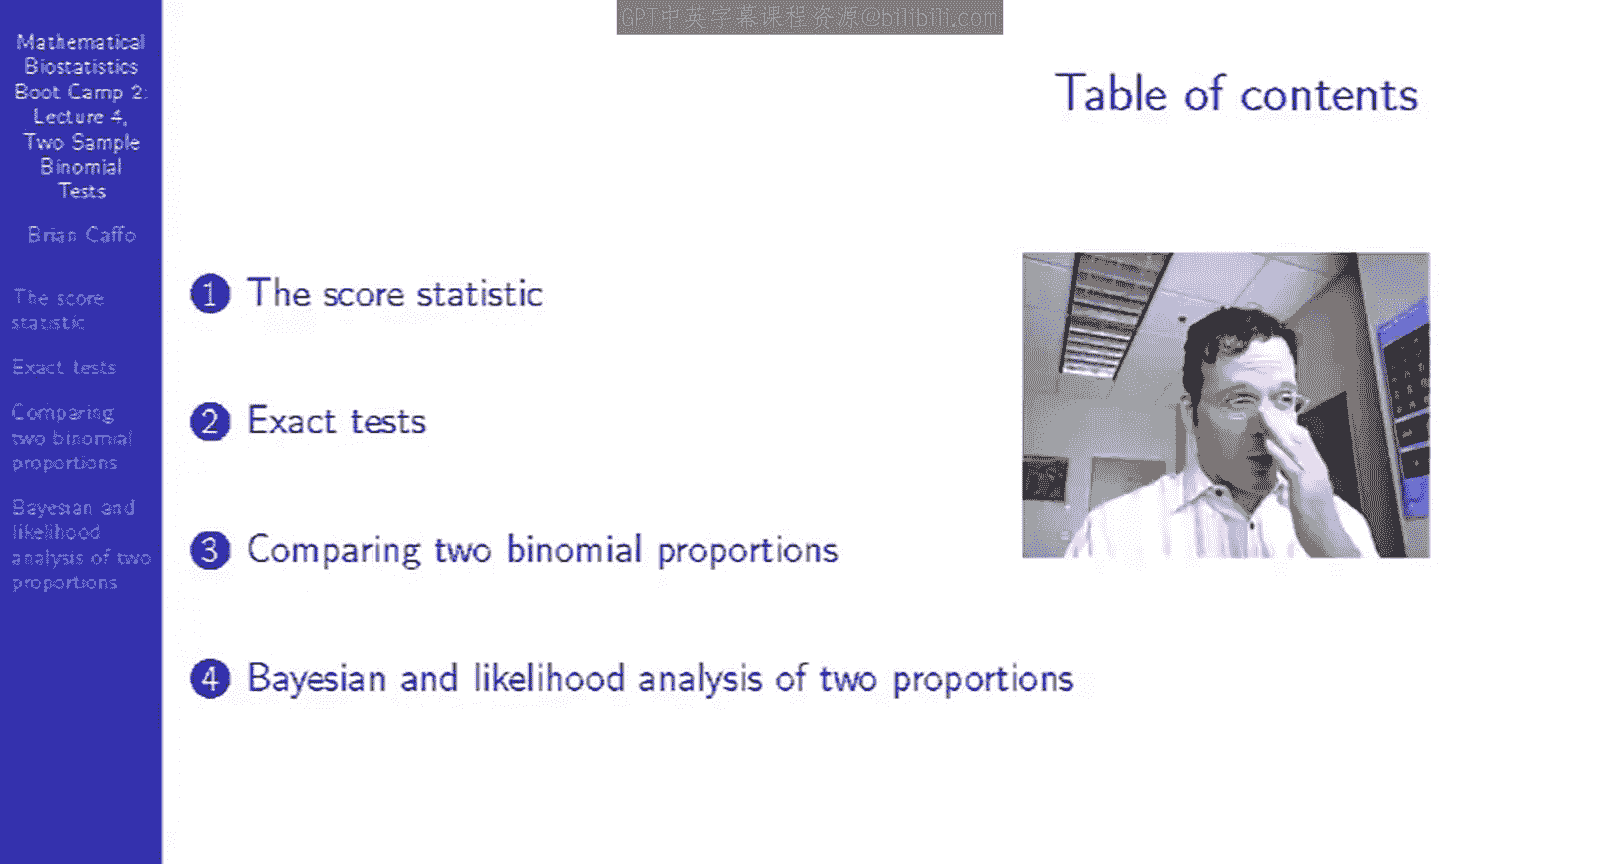 GPT中英字幕课程资源@bilibili.com
Mathematical
Biostatistics
Boot Camp 2:
Lecture 4,
Two Sample
Binomial
Tests
Brian Caffo
The score
statistic
Exact tests
Comparing
two binomial
proportions
Bayesian and
likelihood
analysis of two
proportions
Table of contents
1 The score statistic
2 Exact tests
3 Comparing two binomial proportions
4 Bayesian and likelihood analysis of two proportions